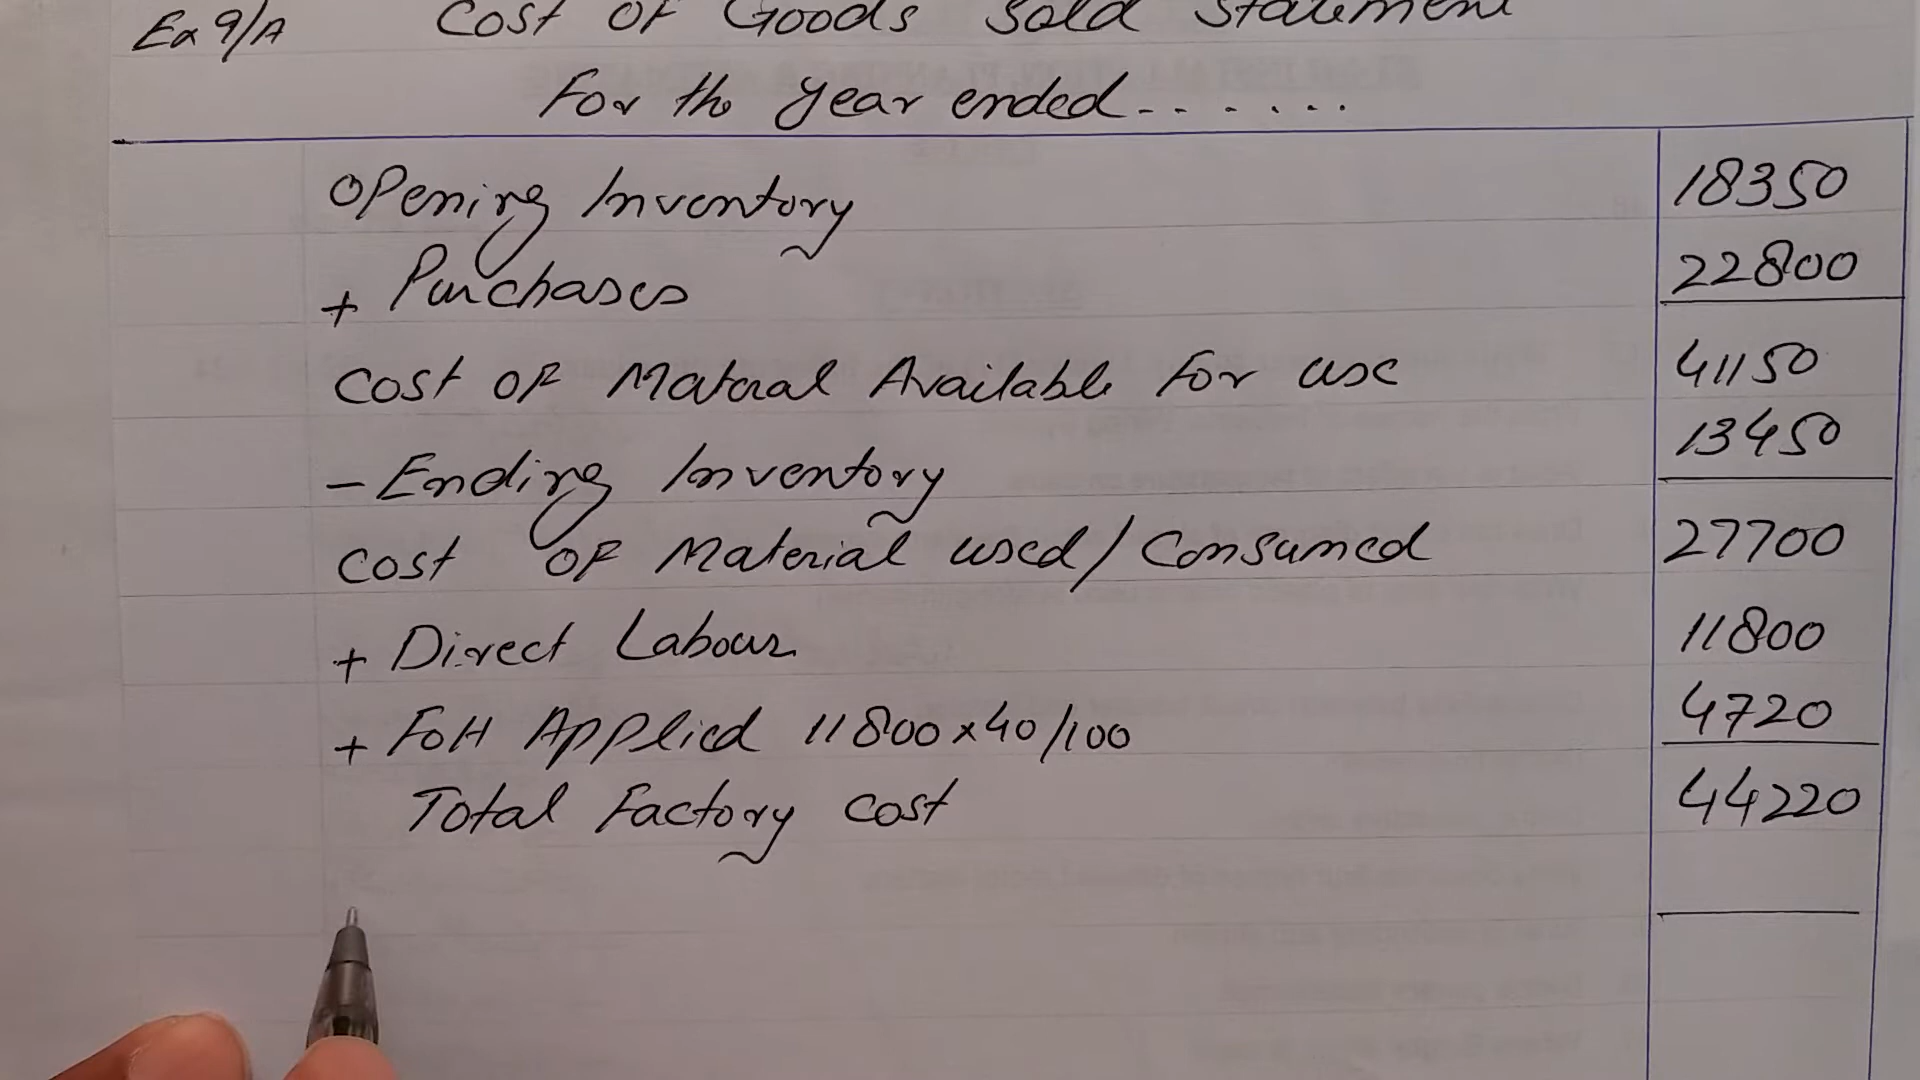 Ex 9/A Cost OF Goods Sold Statement
For the year ended.......
Opening Inventory 18350
+ Purchases 22800
Cost OF Mataral Available For use 41150
- Ending Inventory 13450
Cost OF Material used/Consumed 27700
+ Direct Labour 11800
+ FOH Applied 11800x40/100 4720
Total Factory Cost 44220